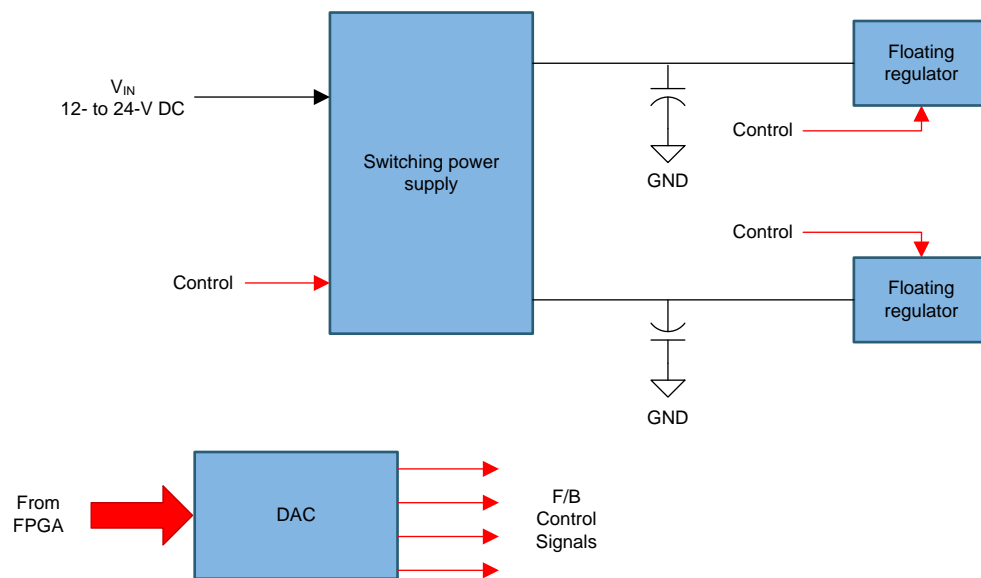 V_IN
12- to 24-V DC
Switching power
supply
Floating
regulator
Control
GND
Control
Control
Floating
regulator
GND
From
FPGA
DAC
F/B
Control
Signals